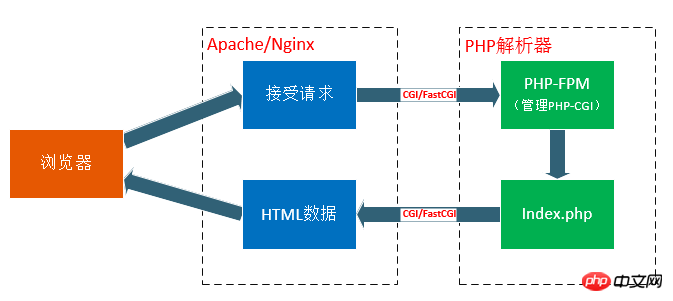 Apache/Nginx
PHP解析器
接受请求
CGI/FastCGI
PHP-FPM
(管理PHP-CGI)
浏览器
HTML数据
CGI/FastCGI
Index.php
php 中文网